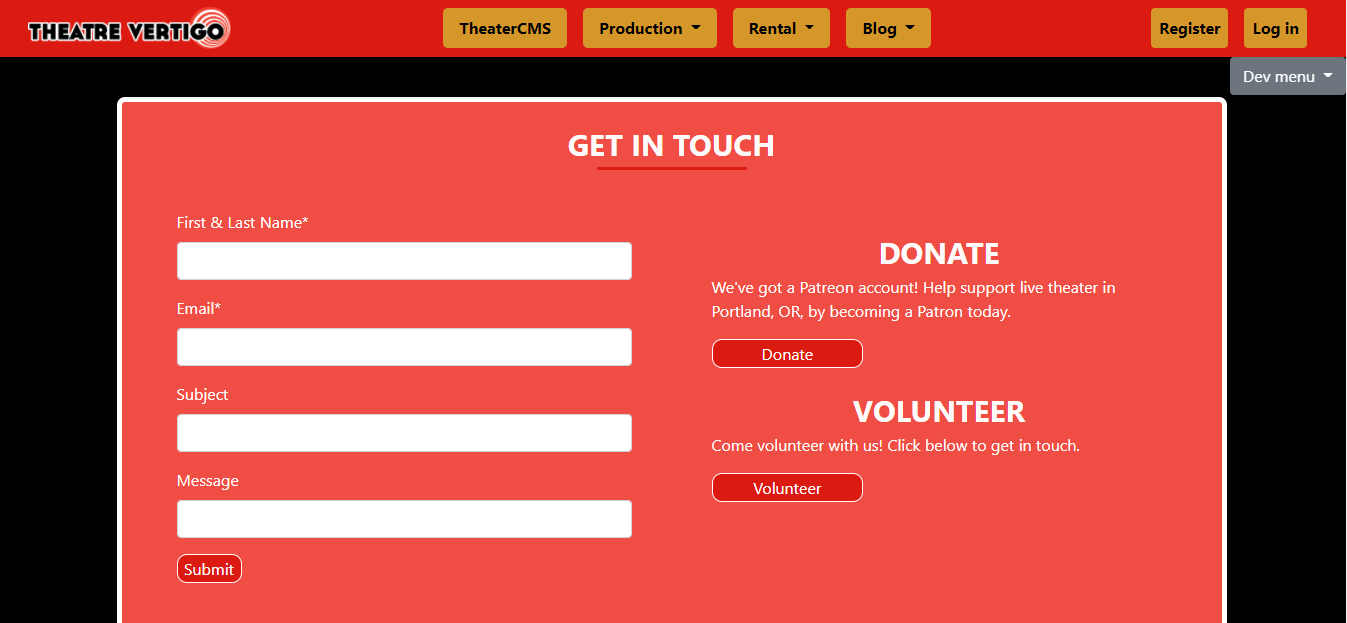 THEATRE VERTIGO
TheaterCMS
Production
Rental
Blog
Register
Log in
Dev menu
GET IN TOUCH
First & Last Name*
Email*
Subject
Message
Submit
DONATE
We've got a Patreon account! Help support live theater in
Portland, OR, by becoming a Patron today.
Donate
VOLUNTEER
Come volunteer with us! Click below to get in touch.
Volunteer